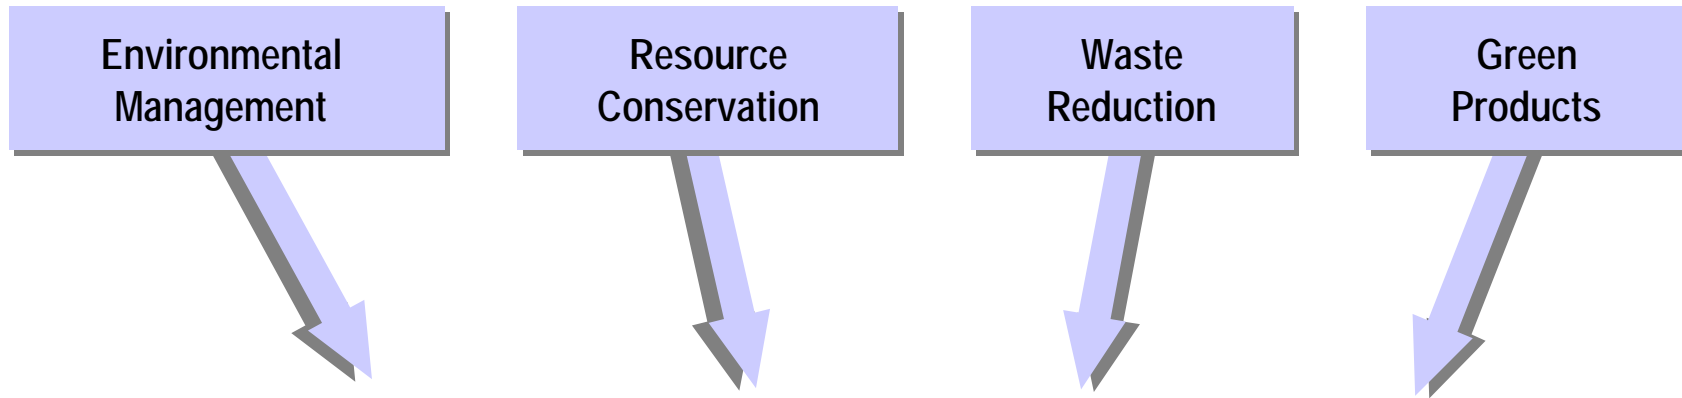 Environmental
Management
Resource
Conservation
Waste
Reduction
Green
Products